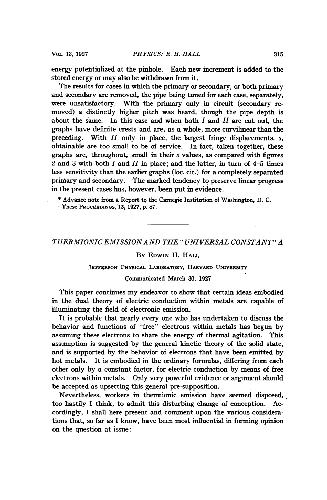 VOL. 13, 1927 PHYSICS: E. H. HALL 315
energy potentialized at the pinhole. Each new increment is added to the
stored energy or may also be withdrawn from it.
The results for cases in which the primary or secondary, or both primary
and secondary are removed, the pipe being tuned for each case, separately,
were unsatisfactory. With the primary only in circuit (secondary re-
moved) a distinctly higher pitch was heard, though the pipe depth is
about the same. In this case and when both I and II are cut out, the
graphs have definite crests and are, as a whole, more curvilinear than the
preceding. With II only in place, the largest fringe displacements, s,
obtainable are too small to be of service. In fact, taken together, these
graphs are, throughout, small in their s values, as compared with figures
2 and 3 with both I and II in place; and the latter, in turn of 4-5 times
less sensitivity than the earlier graphs (loc. cit.) for a completely separated
primary and secondary. The marked tendency to preserve linear progress
in the present cases has, however, been put in evidence.
* Advance note from a Report to the Carnegie Institution of Washington, D. C.
THESE PROCEEDINGS, 13, 1927, p. 87.
THERMIONIC EMISSION AND THE "UNIVERSAL CONSTANT" A
BY EDWIN H. HALL
JEFFERSON PHYSICAL LABORATORY, HARVARD UNIVERSITY
Communicated March 30, 1927
This paper continues my endeavor to show that certain ideas embodied
in the dual theory of electric conduction within metals are capable of
illuminating the field of electronic emission.
It is probable that nearly every one who has undertaken to discuss the
behavior and functions of "free" electrons within metals has begun by
assuming these electrons to share the energy of thermal agitation. This
assumption is suggested by the general kinetic theory of the solid state,
and is supported by the behavior of electrons that have been emitted by
hot metals. It is embodied in the ordinary formulas, differing from each
other only by a constant factor, for electric conduction by means of free
electrons within metals. Only very powerful evidence or argument should
be accepted as upsetting this general pre-supposition.
Nevertheless, workers in thermionic emission have seemed disposed,
too hastily I think, to admit this disturbing change of conception. Ac-
cordingly, I shall here present and comment upon the various considera-
tions that, so far as I know, have been most influential in forming opinion
on the question at issue: